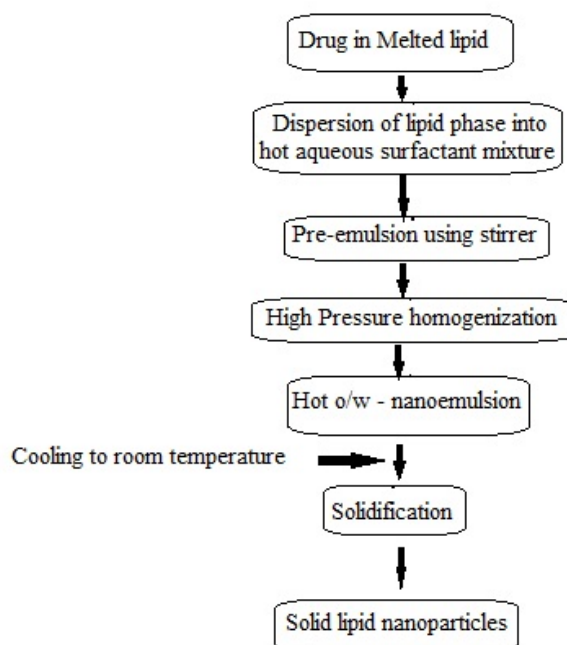 Drug in Melted lipid
Dispersion of lipid phase into
hot aqueous surfactant mixture
Pre-emulsion using stirrer
High Pressure homogenization
Hot o/w - nanoemulsion
Cooling to room temperature
Solidification
Solid lipid nanoparticles